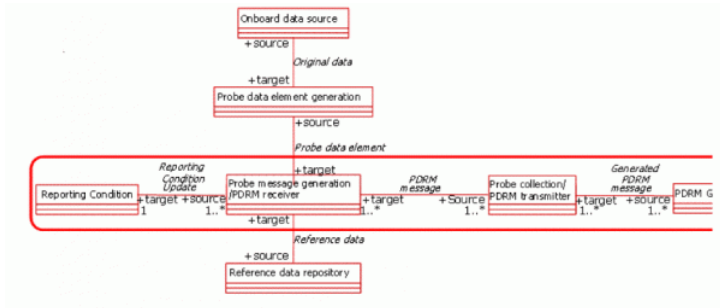 Onboard data source
+source
Original data
+target
Probe data element generation
+source
Probe data element
+target
Reporting
Condition
Update
PDRM
message
Generated
PDRM
message
Reporting Condition
+target
1
+source
1..*
Probe message generation
/PDRM receiver
+target
1..*
+Source
1..*
Probe collection/
PDRM transmitter
+target
1..*
+source
1..*
PDRM G
+target
Reference data
+source
Reference data repository